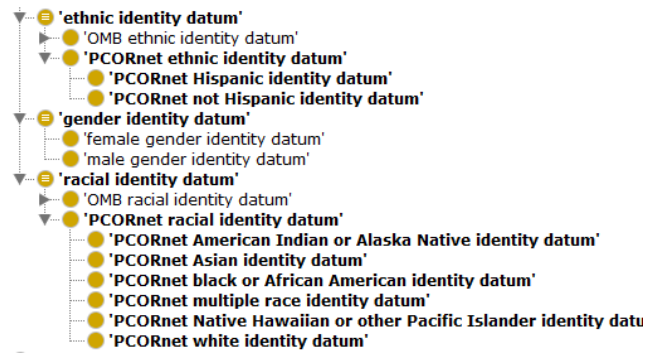 'ethnic identity datum'
'OMB ethnic identity datum'
'PCORnet ethnic identity datum'
'PCORnet Hispanic identity datum'
'PCORnet not Hispanic identity datum'
'gender identity datum'
'female gender identity datum'
'male gender identity datum'
'racial identity datum'
'OMB racial identity datum'
'PCORnet racial identity datum'
'PCORnet American Indian or Alaska Native identity datum'
'PCORnet Asian identity datum'
'PCORnet black or African American identity datum'
'PCORnet multiple race identity datum'
'PCORnet Native Hawaiian or other Pacific Islander identity datu
'PCORnet white identity datum'